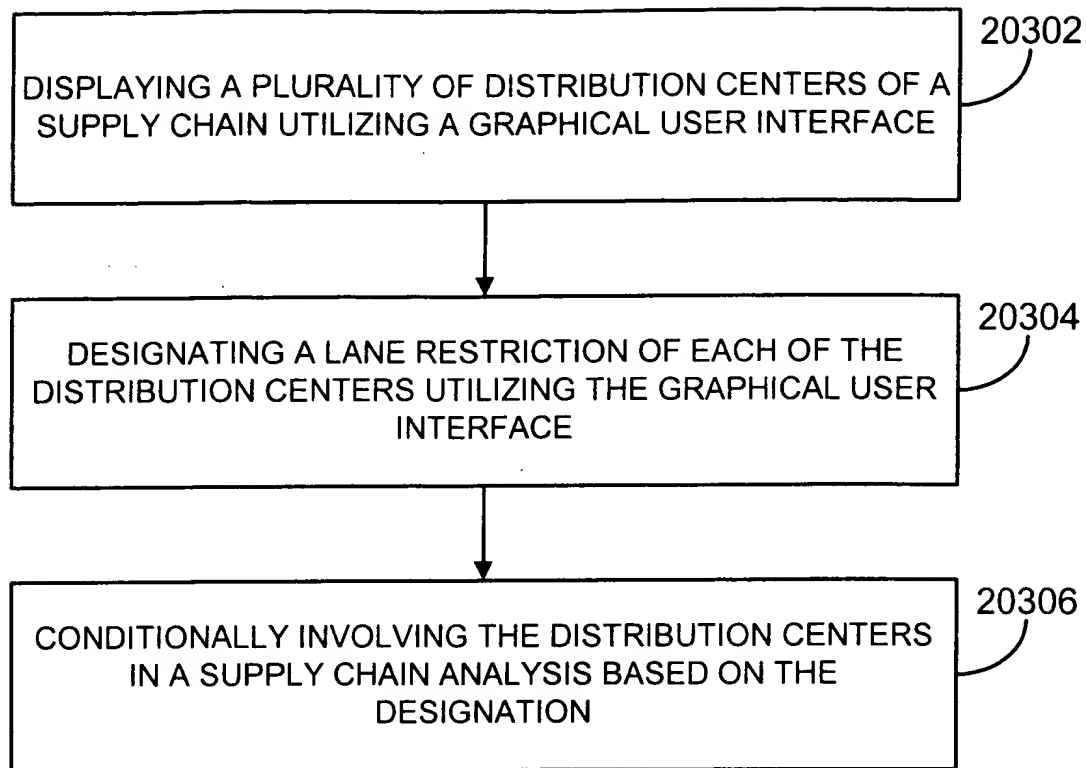 20302
DISPLAYING A PLURALITY OF DISTRIBUTION CENTERS OF A
SUPPLY CHAIN UTILIZING A GRAPHICAL USER INTERFACE
20304
DESIGNATING A LANE RESTRICTION OF EACH OF THE
DISTRIBUTION CENTERS UTILIZING THE GRAPHICAL USER
INTERFACE
20306
CONDITIONALLY INVOLVING THE DISTRIBUTION CENTERS
IN A SUPPLY CHAIN ANALYSIS BASED ON THE
DESIGNATION